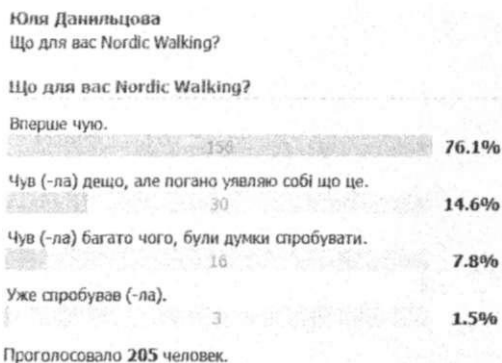 Юля Данильцова
Що для вас Nordic Walking?
Що для вас Nordic Walking?
Вперше чую.
156 76.1%
Чув (-ла) дещо, але погано уявляю собі що це.
30 14.6%
Чув (-ла) багато чого, були думки спробувати.
16 7.8%
Уже спробував (-ла).
3 1.5%
Проголосовало 205 человек.